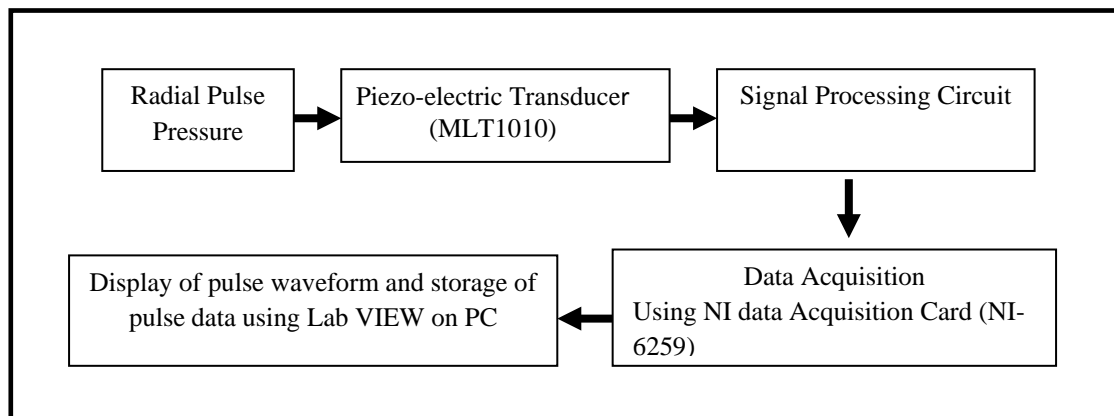 Radial Pulse
Pressure
Piezo-electric Transducer
(MLT1010)
Signal Processing Circuit
Data Acquisition
Using NI data Acquisition Card (NI-
6259)
Display of pulse waveform and storage of
pulse data using Lab VIEW on PC